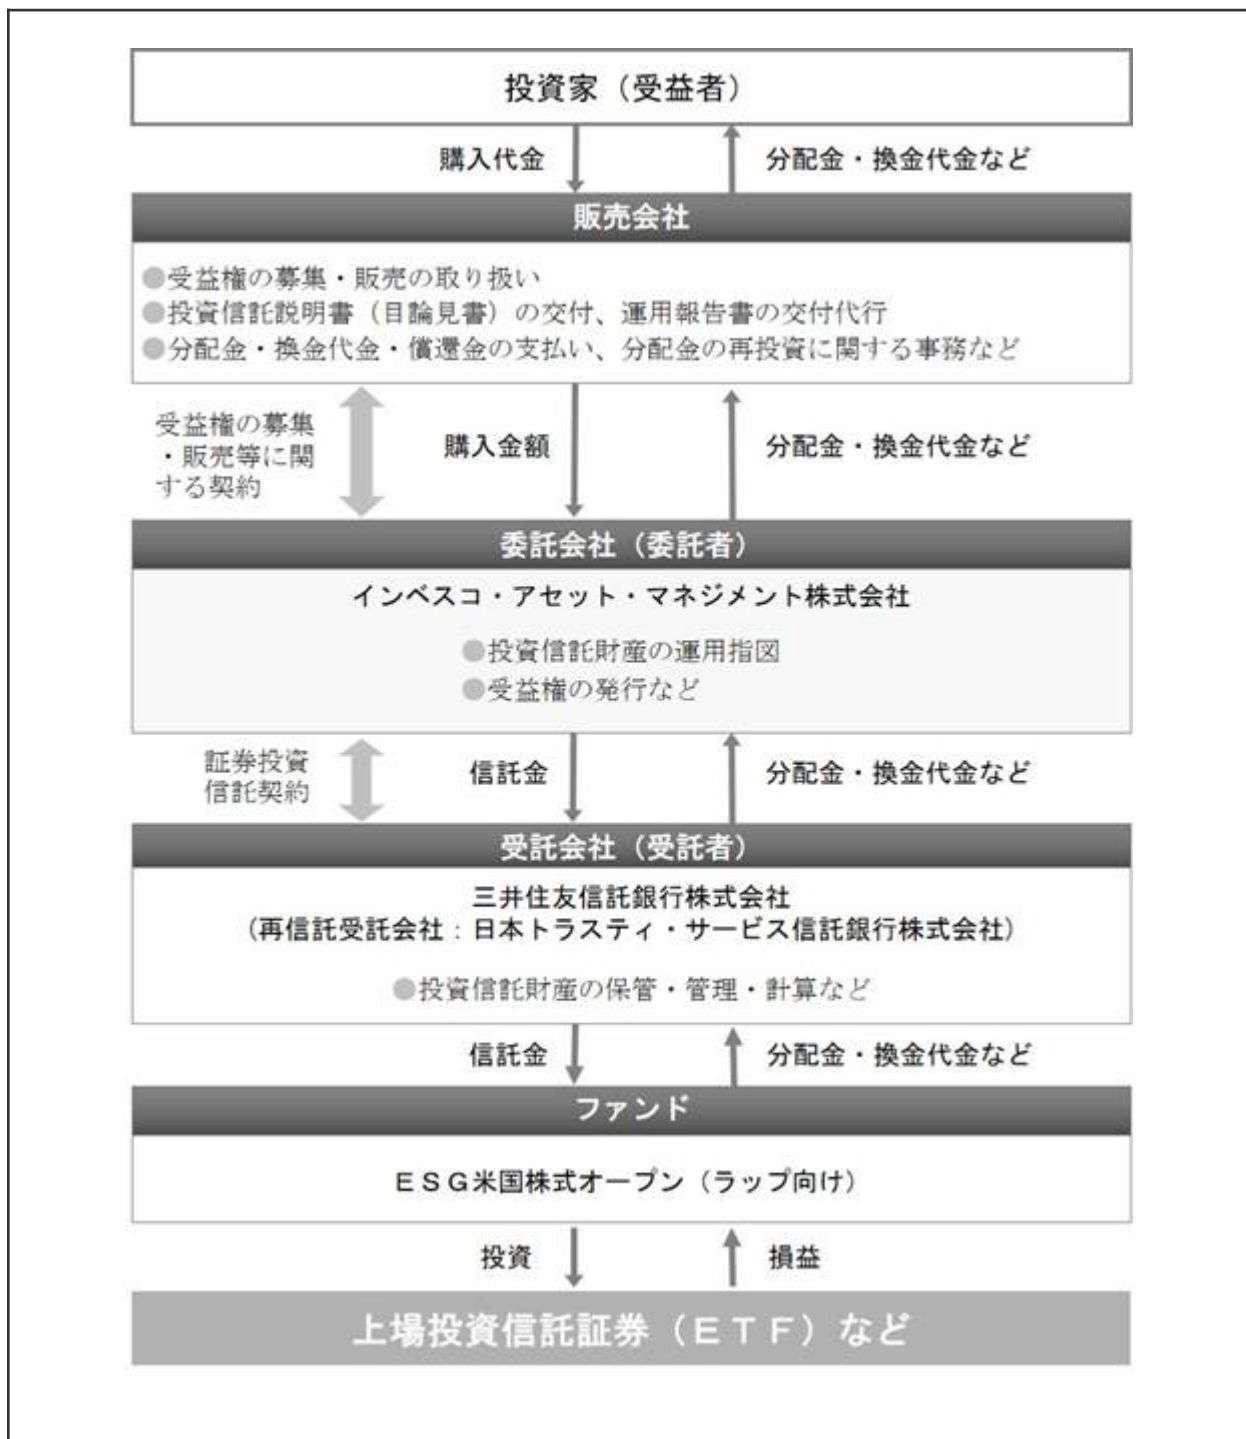 投資家（受益者）
購入代金
分配金・換金代金など
販売会社
●受益権の募集・販売の取り扱い
●投資信託説明書（目論見書）の交付、運用報告書の交付代行
●分配金・換金代金・償還金の支払い、分配金の再投資に関する事務など
受益権の募集
・販売等に関
する契約
購入金額
分配金・換金代金など
委託会社（委託者）
インベスコ・アセット・マネジメント株式会社
●投資信託財産の運用指図
●受益権の発行など
証券投資
信託契約
信託金
分配金・換金代金など
受託会社（受託者）
三井住友信託銀行株式会社
（再信託受託会社：日本トラスティ・サービス信託銀行株式会社）
●投資信託財産の保管・管理・計算など
信託金
分配金・換金代金など
ファンド
ＥＳＧ米国株式オープン（ラップ向け）
投資
損益
上場投資信託証券（ＥＴＦ）など